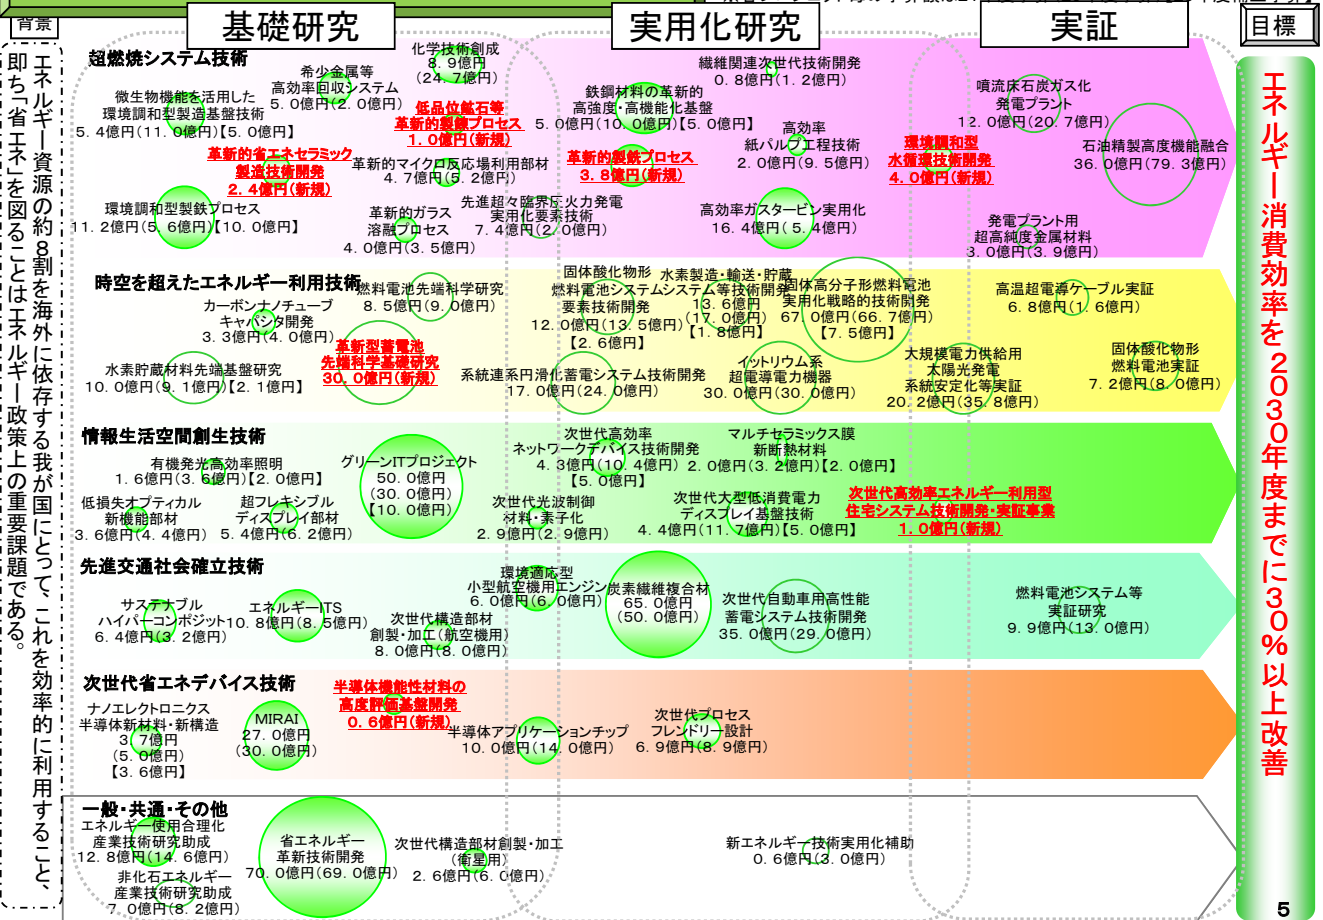 背景
基礎研究
実用化研究
実証
目標
エネルギー資源の約8割を海外に依存する我が国にとって、これを効率的に利用すること、
即ち「省エネ」を図ることはエネルギー政策上の重要課題である。
超燃焼システム技術
化学技術創成
8.9億円
(24.7億円)
希少金属等
高効率回収システム
5.0億円(2.0億円)
微生物機能を活用した
環境調和型製造基盤技術
5.4億円(11.0億円)【5.0億円】
低品位鉱石等
革新的製錬プロセス
1.0億円(新規)
革新的省エネセラミック
製造技術開発
2.4億円(新規)
革新的マイクロ反応場利用部材
4.7億円(5.2億円)
環境調和型製鉄プロセス
11.2億円(5.6億円)【10.0億円】
革新的ガラス
溶融プロセス
4.0億円(3.5億円)
先進超々臨界圧火力発電
実用化要素技術
7.4億円(2.0億円)
繊維関連次世代技術開発
0.8億円(1.2億円)
鉄鋼材料の革新的
高強度・高機能化基盤
5.0億円(10.0億円)【5.0億円】
高効率
紙パルプ工程技術
2.0億円(9.5億円)
革新的製鉄プロセス
3.8億円(新規)
高効率ガスタービン実用化
16.4億円(5.4億円)
環境調和型
水循環技術開発
4.0億円(新規)
噴流床石炭ガス化
発電プラント
12.0億円(20.7億円)
石油精製高度機能融合
36.0億円(79.3億円)
発電プラント用
超高純度金属材料
3.0億円(3.9億円)
時空を超えたエネルギー利用技術
燃料電池先端科学研究
8.5億円(9.0億円)
カーボンナノチューブ
キャパシタ開発
3.3億円(4.0億円)
革新型蓄電池
先端科学基礎研究
30.0億円(新規)
水素貯蔵材料先端基盤研究
10.0億円(9.1億円)【2.1億円】
固体酸化物形
燃料電池システム
要素技術開発
12.0億円(13.5億円)
【2.6億円】
水素製造・輸送・貯蔵
システム等技術開発
13.6億円
(17.0億円)
【1.8億円】
固体高分子形燃料電池
実用化戦略的技術開発
67.0億円(66.7億円)
【7.5億円】
系統連系円滑化蓄電システム技術開発
17.0億円(24.0億円)
イットリウム系
超電導電力機器
30.0億円(30.0億円)
高温超電導ケーブル実証
6.8億円(1.6億円)
大規模電力供給用
太陽光発電
系統安定化等実証
20.2億円(35.8億円)
固体酸化物形
燃料電池実証
7.2億円(8.0億円)
情報生活空間創生技術
有機発光高効率照明
1.6億円(3.6億円)【2.0億円】
グリーンITプロジェクト
50.0億円
(30.0億円)
【10.0億円】
低損失オプティカル
新機能部材
3.6億円(4.4億円)
超フレキシブル
ディスプレイ部材
5.4億円(6.2億円)
次世代高効率
ネットワークデバイス技術開発
4.3億円(10.4億円)
【5.0億円】
マルチセラミックス膜
新断熱材料
2.0億円(3.2億円)【2.0億円】
次世代光波制御
材料・素子化
2.9億円(2.9億円)
次世代大型低消費電力
ディスプレイ基盤技術
4.4億円(11.7億円)【5.0億円】
次世代高効率エネルギー利用型
住宅システム技術開発・実証事業
1.0億円(新規)
先進交通社会確立技術
サステナブル
ハイパーコンポジット
6.4億円(3.2億円)
エネルギーITS
10.8億円(8.5億円)
次世代構造部材
創製・加工(航空機用)
8.0億円(8.0億円)
環境適応型
小型航空機用エンジン
6.0億円(6.0億円)
炭素繊維複合材
65.0億円
(50.0億円)
次世代自動車用高性能
蓄電システム技術開発
35.0億円(29.0億円)
燃料電池システム等
実証研究
9.9億円(13.0億円)
次世代省エネデバイス技術
ナノエレクトロニクス
半導体新材料・新構造
3.7億円
(5.0億円)
【3.6億円】
MIRAI
27.0億円
(30.0億円)
半導体機能性材料の
高度評価基盤開発
0.6億円(新規)
半導体アプリケーションチップ
10.0億円(14.0億円)
次世代プロセス
フレンドリー設計
6.9億円(8.9億円)
一般・共通・その他
エネルギー使用合理化
産業技術研究助成
12.8億円(14.6億円)
非化石エネルギー
産業技術研究助成
7.0億円(8.2億円)
省エネルギー
革新技術開発
70.0億円(69.0億円)
次世代構造部材創製・加工
(衛星用)
2.6億円(6.0億円)
新エネルギー技術実用化補助
0.6億円(3.0億円)
エネルギー消費効率を2030年度までに30%以上改善
5